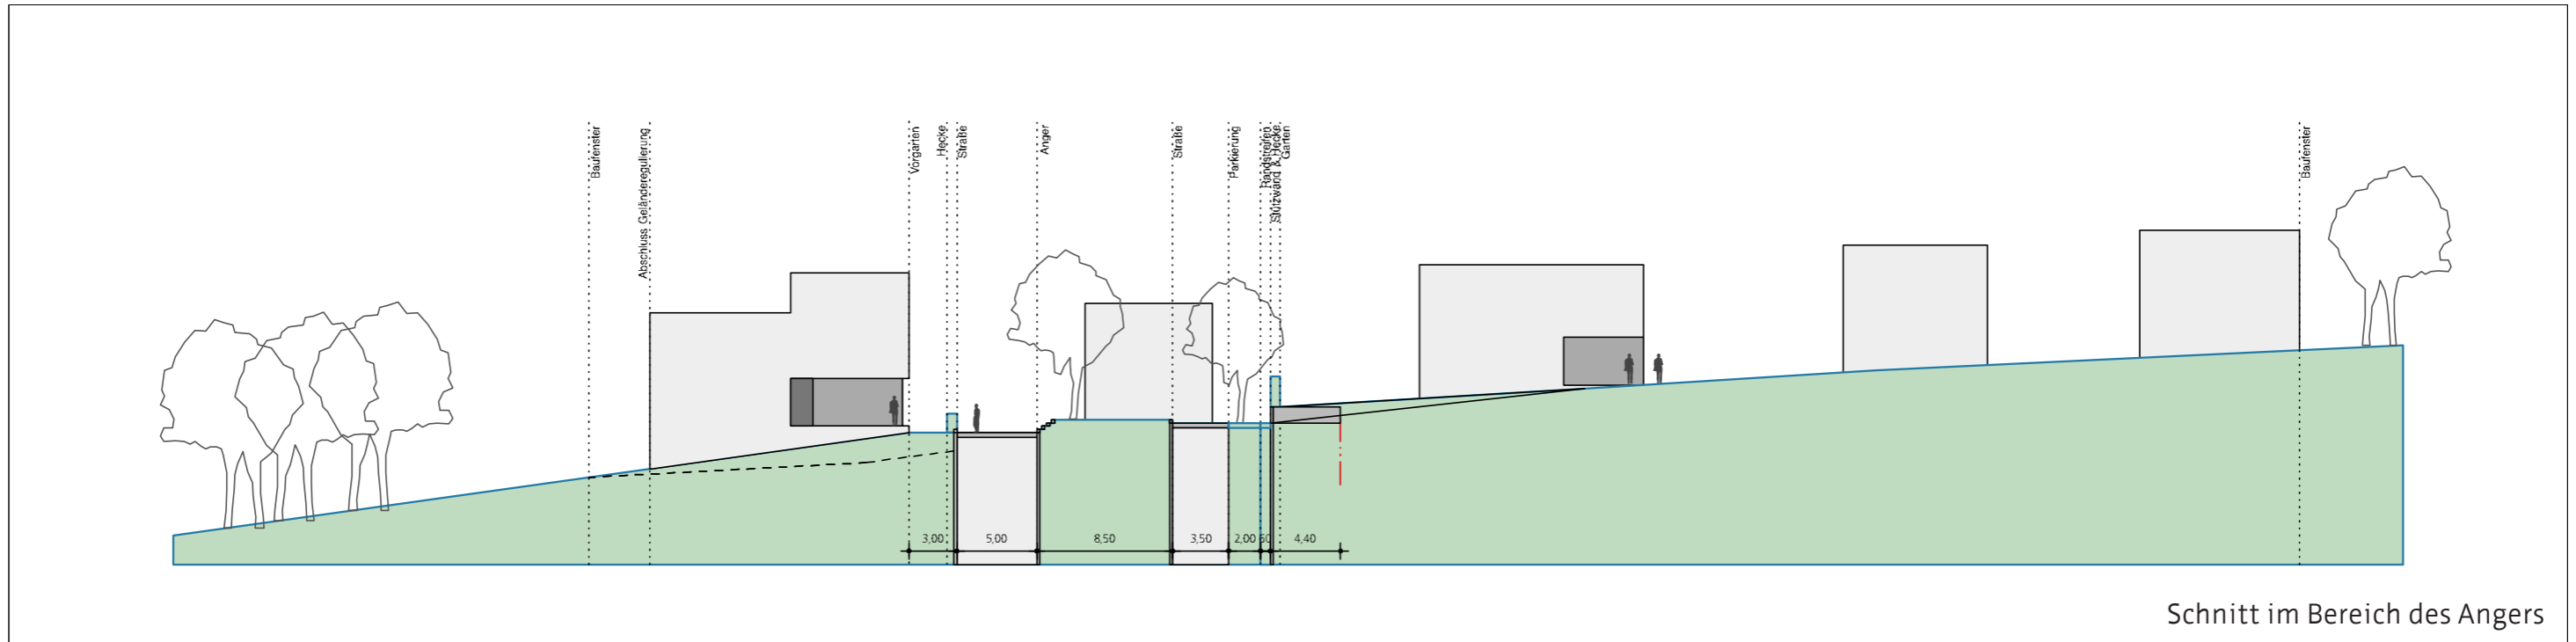 Baufenster
Abschluss Geländeregulierung
Vorgarten
Hecke
Straße
Anger
Straße
Parkierung
Randstreifen
Stützwand & Hecke
Garten
Baufenster
3,00
5,00
8,50
3,50
2,00
60
4,40
Schnitt im Bereich des Angers